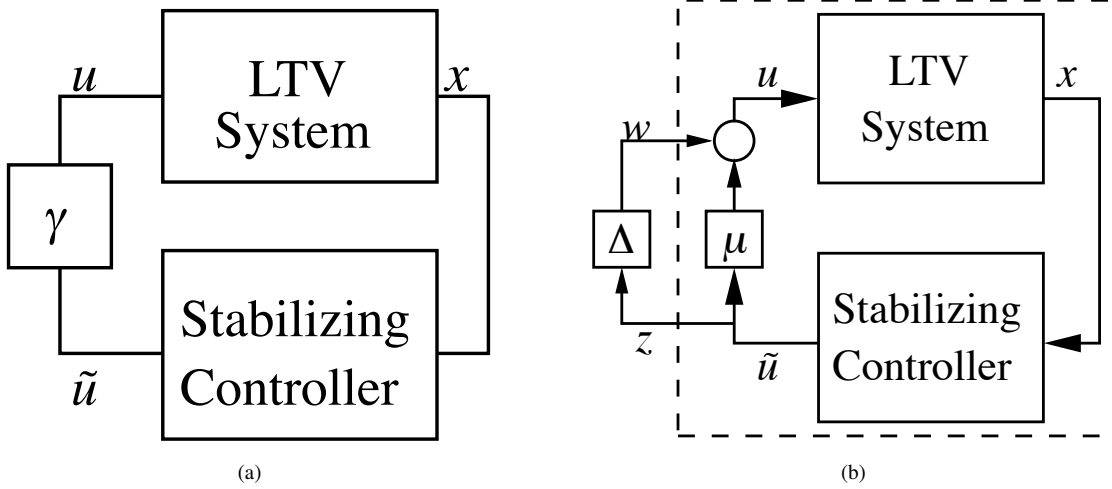 u
LTV
System
x
γ
Stabilizing
Controller
ũ
(a)
u
LTV
System
x
w
Δ
μ
z
ũ
Stabilizing
Controller
(b)